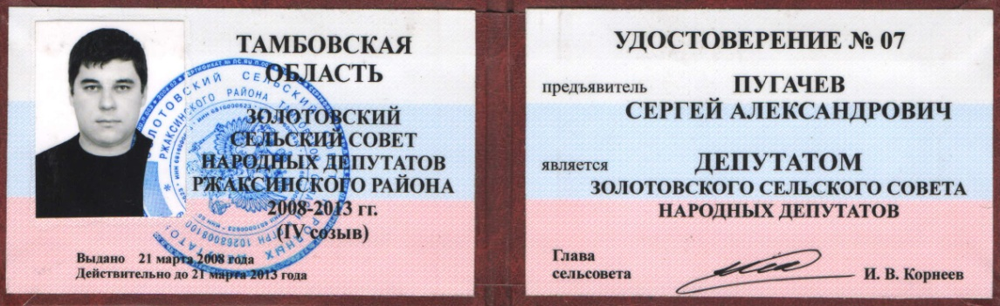 ТАМБОВСКАЯ
ОБЛАСТЬ
ЗОЛОТОВСКИЙ
СЕЛЬСКИЙ СОВЕТ
НАРОДНЫХ ДЕПУТАТОВ
РЖАКСИНСКОГО РАЙОНА
2008-2013 гг.
(IV созыв)
Выдано 21 марта 2008 года
Действительно до 21 марта 2013 года
УДОСТОВЕРЕНИЕ № 07
предъявитель ПУГАЧЕВ
СЕРГЕЙ АЛЕКСАНДРОВИЧ
является ДЕПУТАТОМ
ЗОЛОТОВСКОГО СЕЛЬСКОГО СОВЕТА
НАРОДНЫХ ДЕПУТАТОВ
Глава
сельсовета И. В. Корнеев